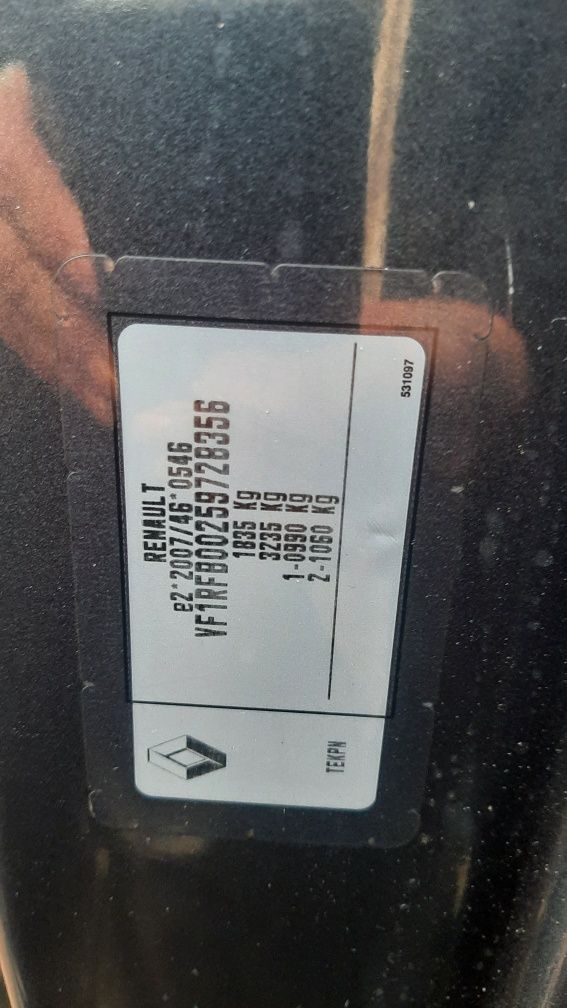 RENAULT
e2*2007/46*0546
VF1RFB00259728356
1835 Kg
3235 Kg
1-0990 Kg
2-1060 Kg
TEKPN
531097